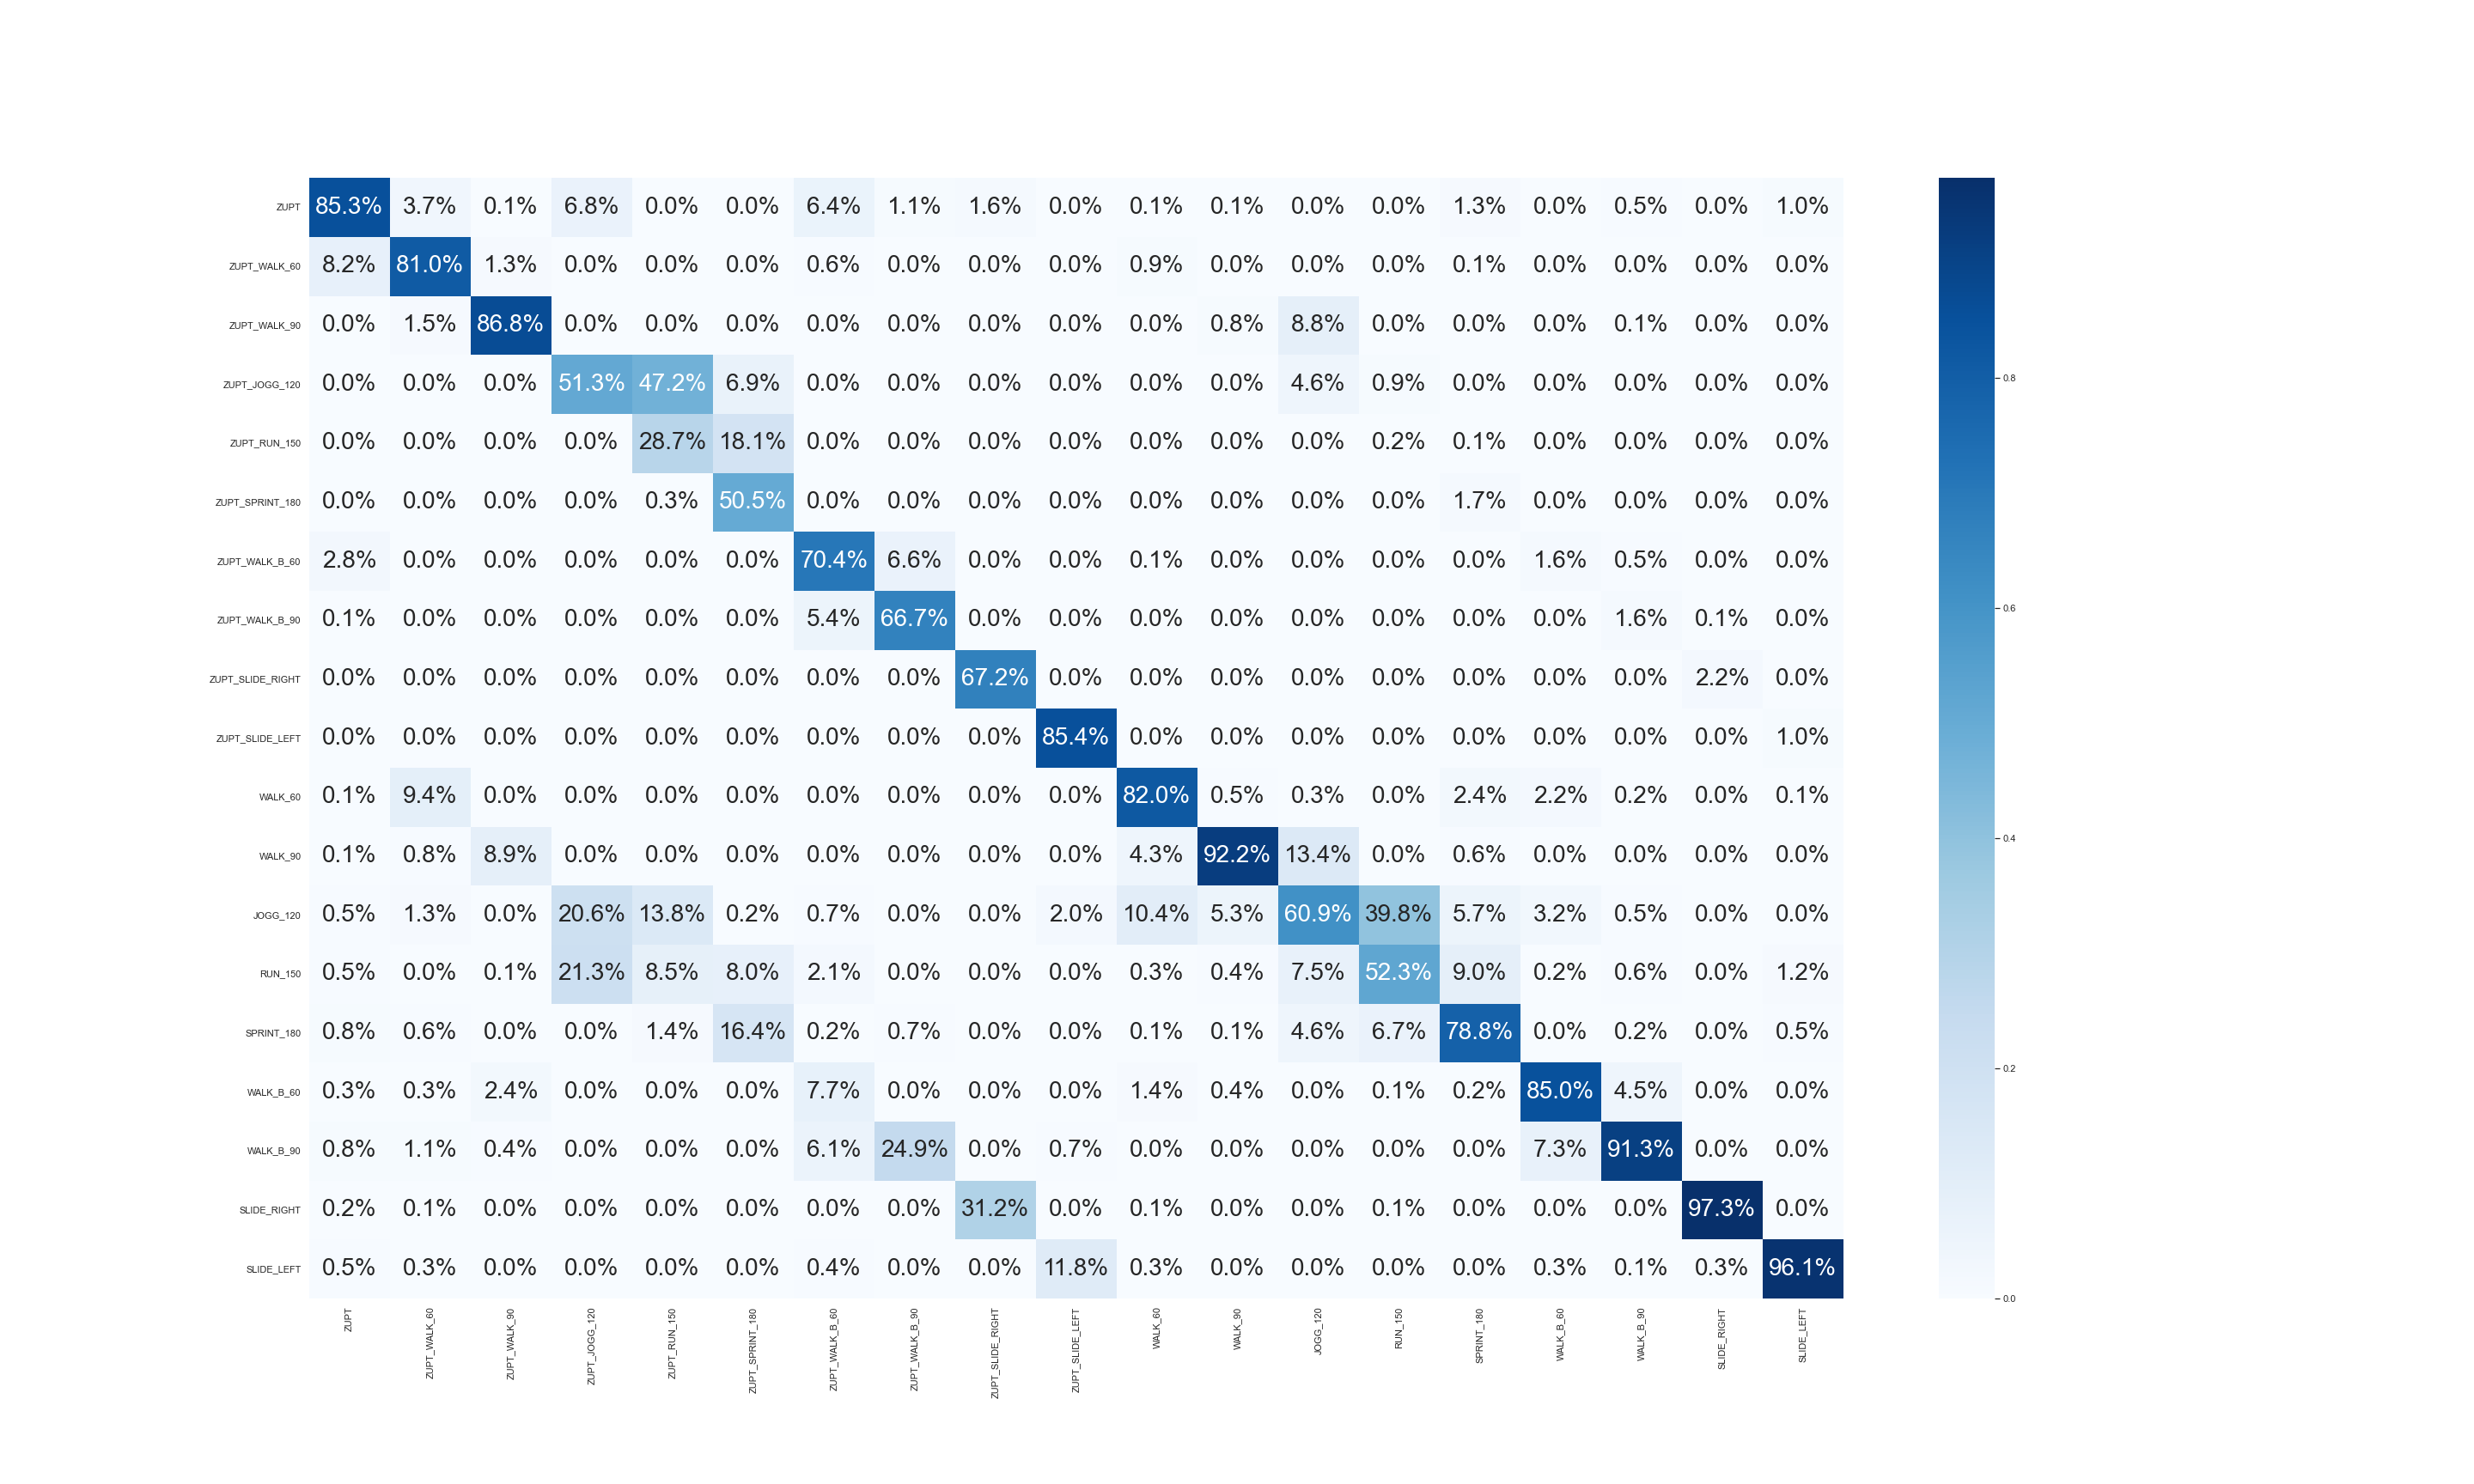 ZUPT 85.3% 3.7% 0.1% 6.8% 0.0% 0.0% 6.4% 1.1% 1.6% 0.0% 0.1% 0.1% 0.0% 0.0% 1.3% 0.0% 0.5% 0.0% 1.0%
ZUPT_WALK_60 8.2% 81.0% 1.3% 0.0% 0.0% 0.0% 0.6% 0.0% 0.0% 0.0% 0.9% 0.0% 0.0% 0.0% 0.1% 0.0% 0.0% 0.0% 0.0%
ZUPT_WALK_90 0.0% 1.5% 86.8% 0.0% 0.0% 0.0% 0.0% 0.0% 0.0% 0.0% 0.0% 0.8% 8.8% 0.0% 0.0% 0.0% 0.1% 0.0% 0.0%
ZUPT_JOGG_120 0.0% 0.0% 0.0% 51.3% 47.2% 6.9% 0.0% 0.0% 0.0% 0.0% 0.0% 0.0% 4.6% 0.9% 0.0% 0.0% 0.0% 0.0% 0.0%
0.8
ZUPT_RUN_150 0.0% 0.0% 0.0% 0.0% 28.7% 18.1% 0.0% 0.0% 0.0% 0.0% 0.0% 0.0% 0.0% 0.2% 0.1% 0.0% 0.0% 0.0% 0.0%
ZUPT_SPRINT_180 0.0% 0.0% 0.0% 0.0% 0.3% 50.5% 0.0% 0.0% 0.0% 0.0% 0.0% 0.0% 0.0% 0.0% 1.7% 0.0% 0.0% 0.0% 0.0%
ZUPT_WALK_B_60 2.8% 0.0% 0.0% 0.0% 0.0% 0.0% 70.4% 6.6% 0.0% 0.0% 0.1% 0.0% 0.0% 0.0% 0.0% 1.6% 0.5% 0.0% 0.0%
ZUPT_WALK_B_90 0.1% 0.0% 0.0% 0.0% 0.0% 0.0% 5.4% 66.7% 0.0% 0.0% 0.0% 0.0% 0.0% 0.0% 0.0% 0.0% 1.6% 0.1% 0.0%
0.6
ZUPT_SLIDE_RIGHT 0.0% 0.0% 0.0% 0.0% 0.0% 0.0% 0.0% 0.0% 67.2% 0.0% 0.0% 0.0% 0.0% 0.0% 0.0% 0.0% 0.0% 2.2% 0.0%
ZUPT_SLIDE_LEFT 0.0% 0.0% 0.0% 0.0% 0.0% 0.0% 0.0% 0.0% 0.0% 85.4% 0.0% 0.0% 0.0% 0.0% 0.0% 0.0% 0.0% 0.0% 1.0%
WALK_60 0.1% 9.4% 0.0% 0.0% 0.0% 0.0% 0.0% 0.0% 0.0% 0.0% 82.0% 0.5% 0.3% 0.0% 2.4% 2.2% 0.2% 0.0% 0.1%
WALK_90 0.1% 0.8% 8.9% 0.0% 0.0% 0.0% 0.0% 0.0% 0.0% 0.0% 4.3% 92.2% 13.4% 0.0% 0.6% 0.0% 0.0% 0.0% 0.0%
0.4
JOGG_120 0.5% 1.3% 0.0% 20.6% 13.8% 0.2% 0.7% 0.0% 0.0% 2.0% 10.4% 5.3% 60.9% 39.8% 5.7% 3.2% 0.5% 0.0% 0.0%
RUN_150 0.5% 0.0% 0.1% 21.3% 8.5% 8.0% 2.1% 0.0% 0.0% 0.0% 0.3% 0.4% 7.5% 52.3% 9.0% 0.2% 0.6% 0.0% 1.2%
SPRINT_180 0.8% 0.6% 0.0% 0.0% 1.4% 16.4% 0.2% 0.7% 0.0% 0.0% 0.1% 0.1% 4.6% 6.7% 78.8% 0.0% 0.2% 0.0% 0.5%
0.2
WALK_B_60 0.3% 0.3% 2.4% 0.0% 0.0% 0.0% 7.7% 0.0% 0.0% 0.0% 1.4% 0.4% 0.0% 0.1% 0.2% 85.0% 4.5% 0.0% 0.0%
WALK_B_90 0.8% 1.1% 0.4% 0.0% 0.0% 0.0% 6.1% 24.9% 0.0% 0.7% 0.0% 0.0% 0.0% 0.0% 0.0% 7.3% 91.3% 0.0% 0.0%
SLIDE_RIGHT 0.2% 0.1% 0.0% 0.0% 0.0% 0.0% 0.0% 0.0% 31.2% 0.0% 0.1% 0.0% 0.0% 0.1% 0.0% 0.0% 0.0% 97.3% 0.0%
SLIDE_LEFT 0.5% 0.3% 0.0% 0.0% 0.0% 0.0% 0.4% 0.0% 0.0% 11.8% 0.3% 0.0% 0.0% 0.0% 0.0% 0.3% 0.1% 0.3% 96.1%
0.0
ZUPT ZUPT_WALK_60 ZUPT_WALK_90 ZUPT_JOGG_120 ZUPT_RUN_150 ZUPT_SPRINT_180 ZUPT_WALK_B_60 ZUPT_WALK_B_90 ZUPT_SLIDE_RIGHT ZUPT_SLIDE_LEFT WALK_60 WALK_90 JOGG_120 RUN_150 SPRINT_180 WALK_B_60 WALK_B_90 SLIDE_RIGHT SLIDE_LEFT